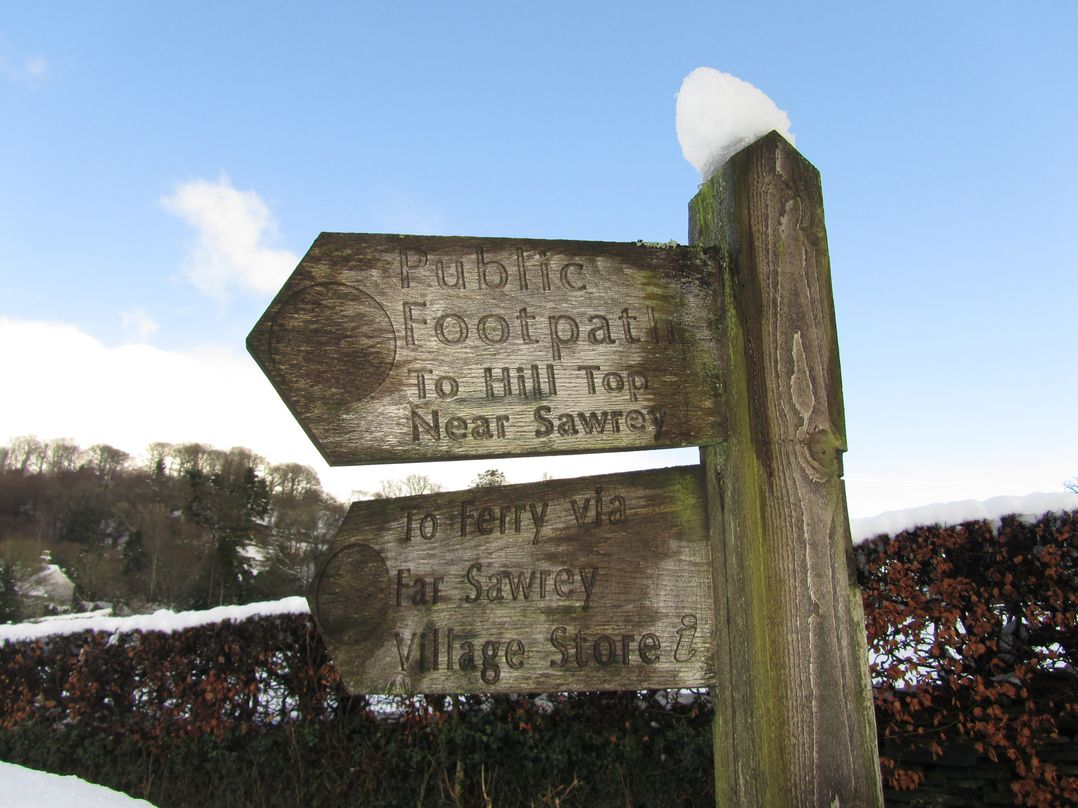 Public
Footpath
To Hill Top
Near Sawrey
To Ferry via
Far Sawrey
Village Store i